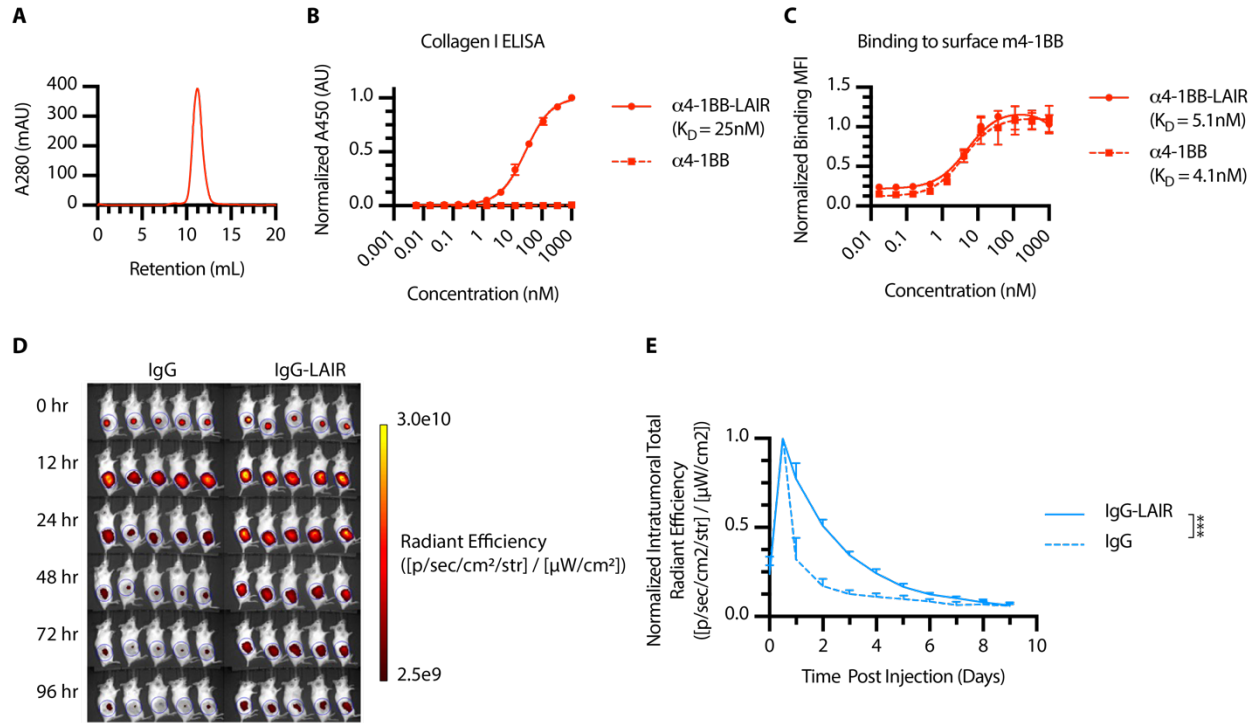 A
A280 (mAU)
400
300
200
100
0
0 5 10 15 20
Retention (mL)
B
Collagen I ELISA
Normalized A450 (AU)
1.0
0.5
0.0
0.001 0.01 0.1 1 10 100 1000
Concentration (nM)
α4-1BB-LAIR
(KD = 25nM)
α4-1BB
C
Binding to surface m4-1BB
Normalized Binding MFI
1.5
1.0
0.5
0.0
0.01 0.1 1 10 100 1000
Concentration (nM)
α4-1BB-LAIR
(KD = 5.1nM)
α4-1BB
(KD = 4.1nM)
D
IgG IgG-LAIR
0 hr
12 hr
24 hr
48 hr
72 hr
96 hr
3.0e10
Radiant Efficiency
([p/sec/cm²/str] / [μW/cm²])
2.5e9
E
Normalized Intratumoral Total
Radiant Efficiency
([p/sec/cm2/str] / [μW/cm2])
1.0
0.5
0.0
0 2 4 6 8 10
Time Post Injection (Days)
IgG-LAIR
IgG
***